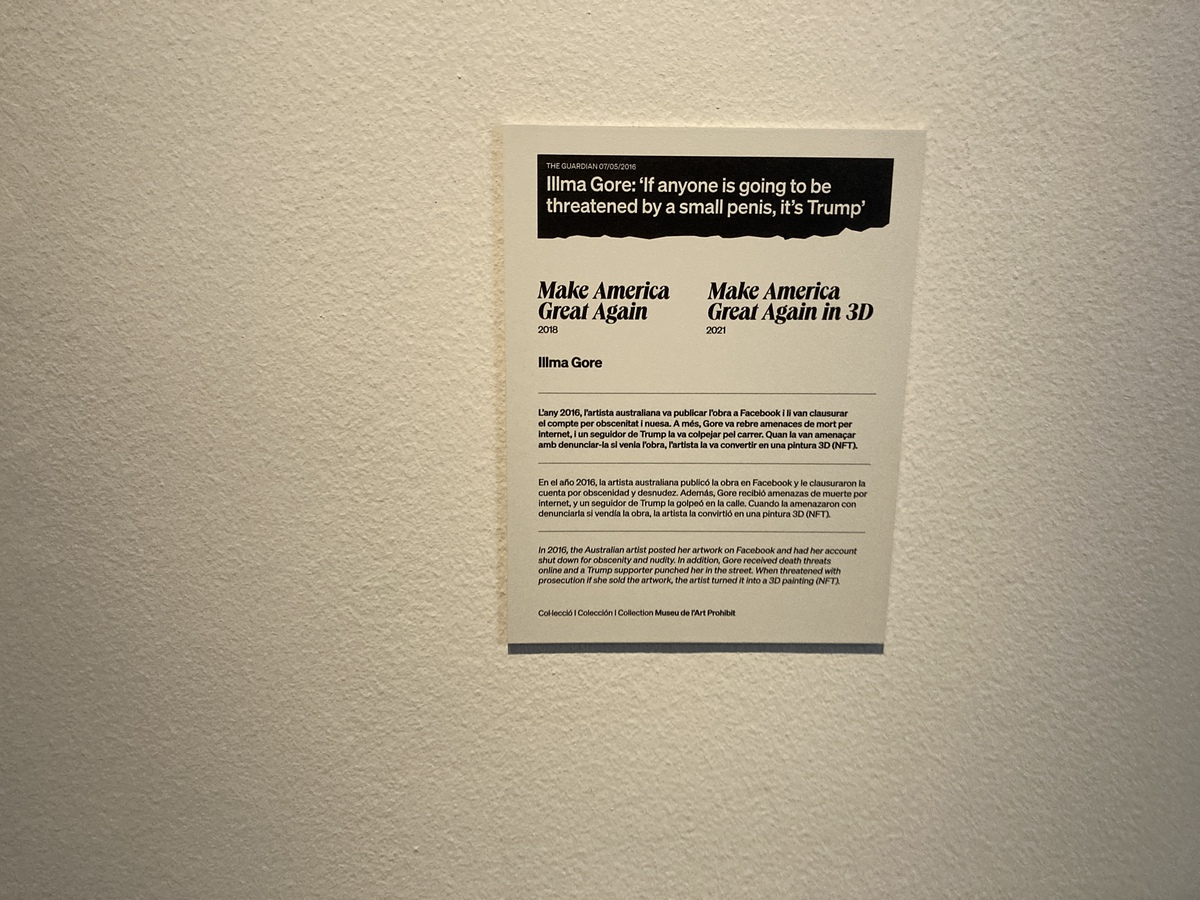 THE GUARDIAN 07/05/2016
Illma Gore: ‘If anyone is going to be
threatened by a small penis, it’s Trump’
Make America
Great Again
2018
Make America
Great Again in 3D
2021
Illma Gore
L’any 2016, l’artista australiana va publicar l’obra a Facebook i li van clausurar
el compte per obscenitat i nuesa. A més, Gore va rebre amenaces de mort per
internet, i un seguidor de Trump la va colpejar pel carrer. Quan la van amenaçar
amb denunciar-la si venia l’obra, l’artista la va convertir en una pintura 3D (NFT).
En el año 2016, la artista australiana publicó la obra en Facebook y le clausuraron la
cuenta por obscenidad y desnudez. Además, Gore recibió amenazas de muerte por
internet, y un seguidor de Trump la golpeó en la calle. Cuando la amenazaron con
denunciarla si vendía la obra, la artista la convirtió en una pintura 3D (NFT).
In 2016, the Australian artist posted her artwork on Facebook and had her account
shut down for obscenity and nudity. In addition, Gore received death threats
online and a Trump supporter punched her in the street. When threatened with
prosecution if she sold the artwork, the artist turned it into a 3D painting (NFT).
Col·lecció I Colección I Collection Museu de l’Art Prohibit